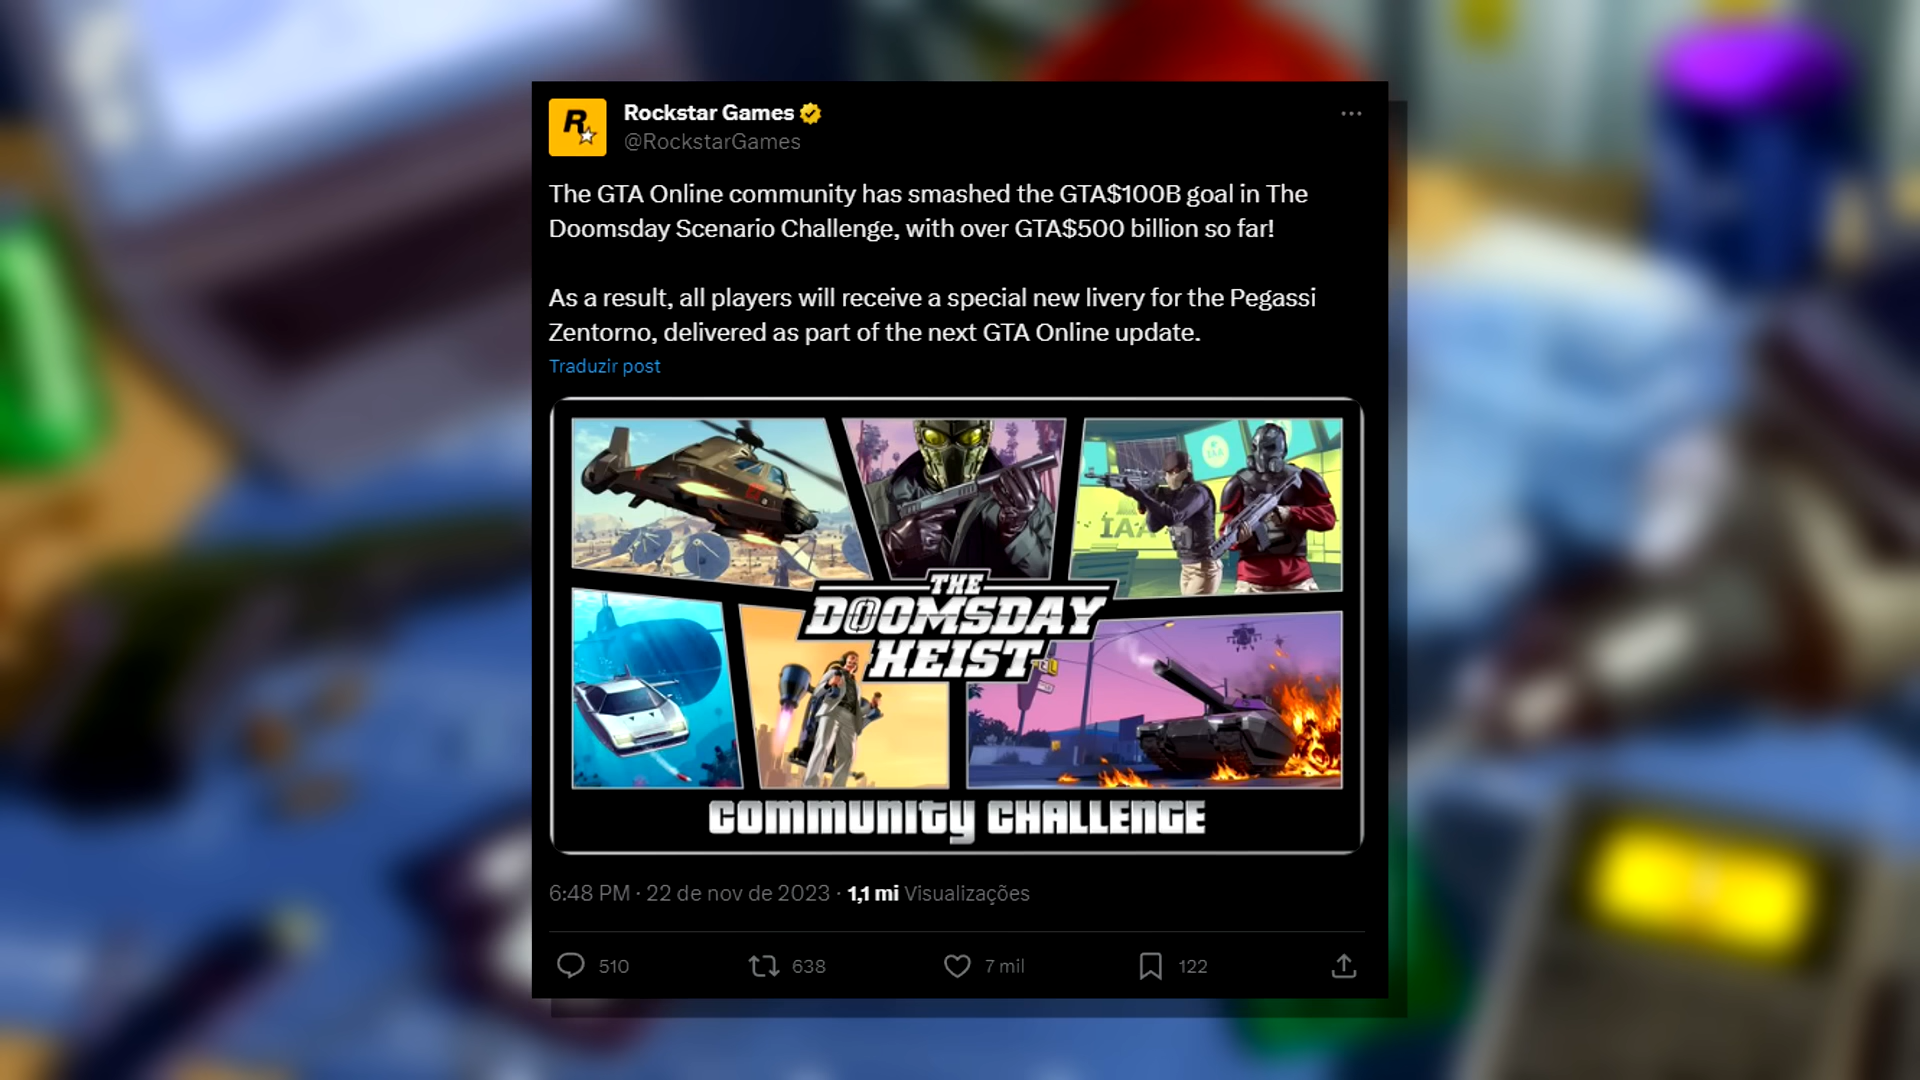 Rockstar Games
@RockstarGames
The GTA Online community has smashed the GTA$100B goal in The
Doomsday Scenario Challenge, with over GTA$500 billion so far!
As a result, all players will receive a special new livery for the Pegassi
Zentorno, delivered as part of the next GTA Online update.
Traduzir post
IAA
IAA
THE
DOOMSDAY
HEIST
COMMUNITY CHALLENGE
6:48 PM · 22 de nov de 2023 · 1,1 mi Visualizações
510 638 7 mil 122